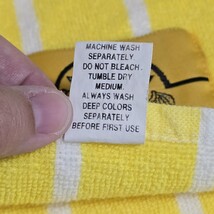 MACHINE WASH
SEPARATELY
DO NOT BLEACH.
TUMBLE DRY
MEDIUM.
ALWAYS WASH
DEEP COLORS
SEPARATELY
BEFORE FIRST USE